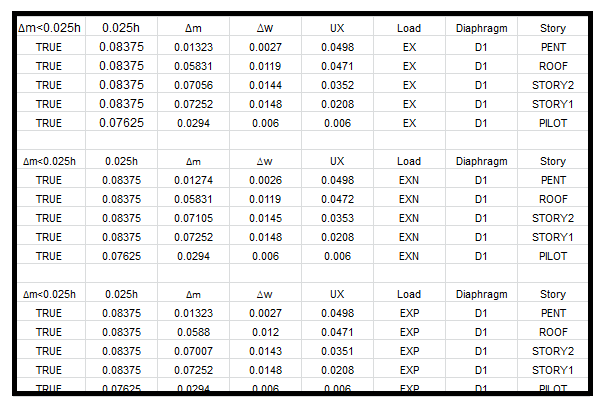 Δm<0.025h 0.025h Δm Δw UX Load Diaphragm Story
TRUE 0.08375 0.01323 0.0027 0.0498 EX D1 PENT
TRUE 0.08375 0.05831 0.0119 0.0471 EX D1 ROOF
TRUE 0.08375 0.07056 0.0144 0.0352 EX D1 STORY2
TRUE 0.08375 0.07252 0.0148 0.0208 EX D1 STORY1
TRUE 0.07625 0.0294 0.006 0.006 EX D1 PILOT
Δm<0.025h 0.025h Δm Δw UX Load Diaphragm Story
TRUE 0.08375 0.01274 0.0026 0.0498 EXN D1 PENT
TRUE 0.08375 0.05831 0.0119 0.0472 EXN D1 ROOF
TRUE 0.08375 0.07105 0.0145 0.0353 EXN D1 STORY2
TRUE 0.08375 0.07252 0.0148 0.0208 EXN D1 STORY1
TRUE 0.07625 0.0294 0.006 0.006 EXN D1 PILOT
Δm<0.025h 0.025h Δm Δw UX Load Diaphragm Story
TRUE 0.08375 0.01323 0.0027 0.0498 EXP D1 PENT
TRUE 0.08375 0.0588 0.012 0.0471 EXP D1 ROOF
TRUE 0.08375 0.07007 0.0143 0.0351 EXP D1 STORY2
TRUE 0.08375 0.07252 0.0148 0.0208 EXP D1 STORY1
TRUE 0.07625 0.0294 0.006 0.006 EXP D1 PILOT